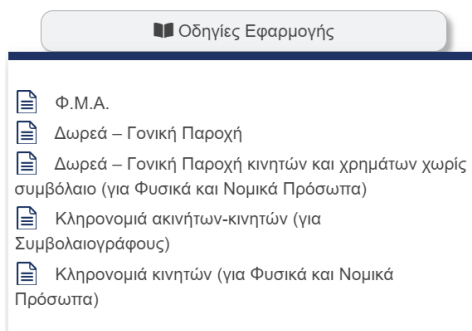 Οδηγίες Εφαρμογής
Φ.Μ.Α.
Δωρεά – Γονική Παροχή
Δωρεά – Γονική Παροχή κινητών και χρημάτων χωρίς
συμβόλαιο (για Φυσικά και Νομικά Πρόσωπα)
Κληρονομιά ακινήτων-κινητών (για
Συμβολαιογράφους)
Κληρονομιά κινητών (για Φυσικά και Νομικά
Πρόσωπα)